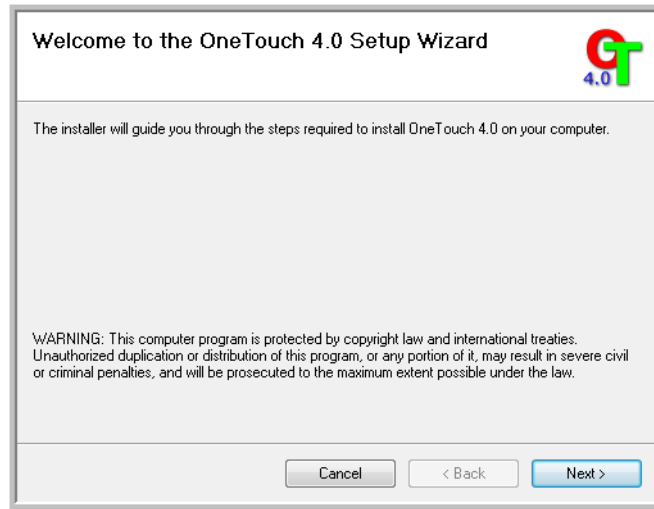 Welcome to the OneTouch 4.0 Setup Wizard
OT
4.0
The installer will guide you through the steps required to install OneTouch 4.0 on your computer.
WARNING: This computer program is protected by copyright law and international treaties.
Unauthorized duplication or distribution of this program, or any portion of it, may result in severe civil
or criminal penalties, and will be prosecuted to the maximum extent possible under the law.
Cancel
< Back
Next >